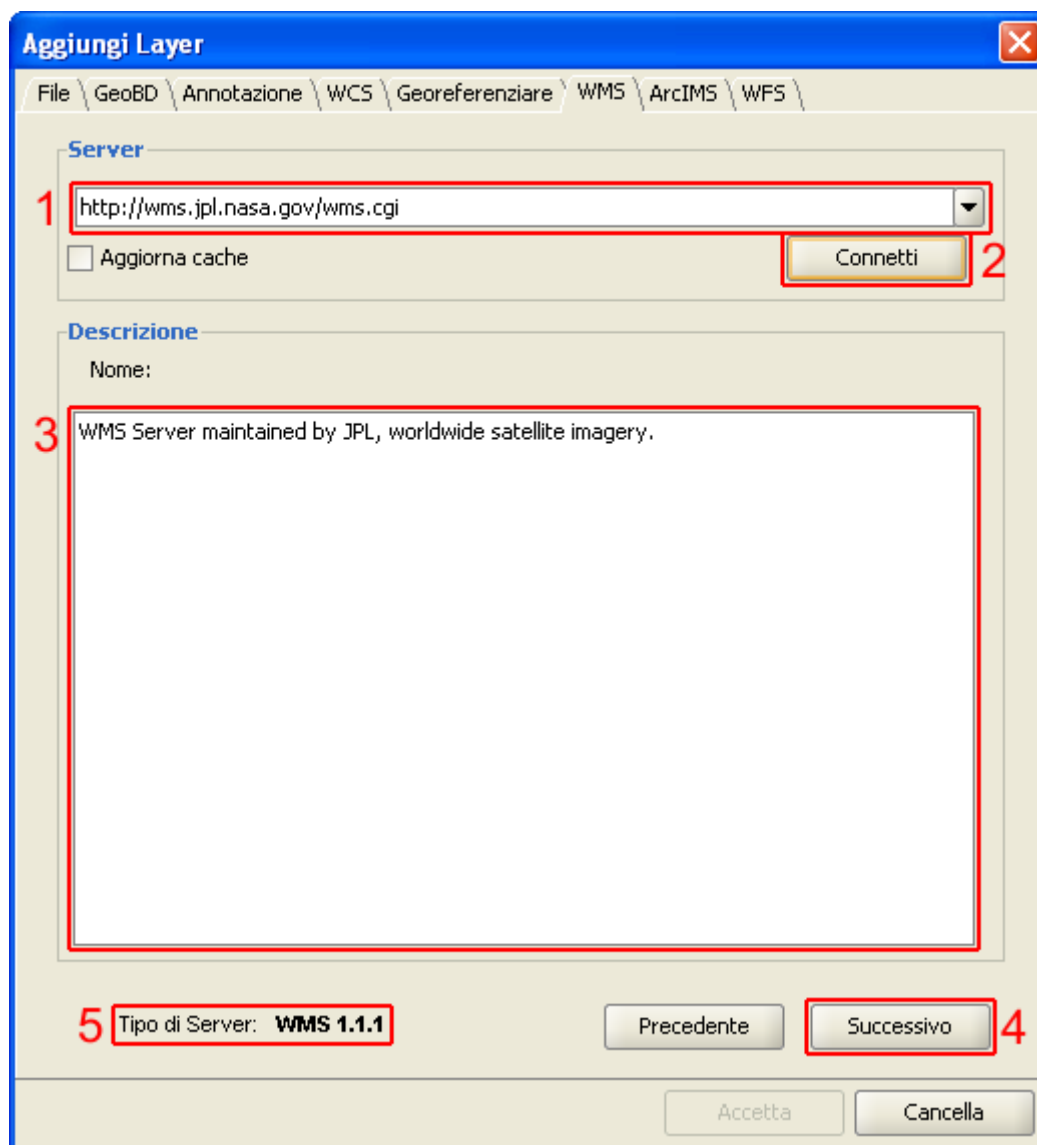 Aggiungi Layer
File GeoBD Annotazione WCS Georeferenziare WMS ArcIMS WFS
Server
1 http://wms.jpl.nasa.gov/wms.cgi
Aggiorna cache Connetti 2
Descrizione
Nome:
3 WMS Server maintained by JPL, worldwide satellite imagery.
5 Tipo di Server: WMS 1.1.1 Precedente Successivo 4
Accetta Cancella